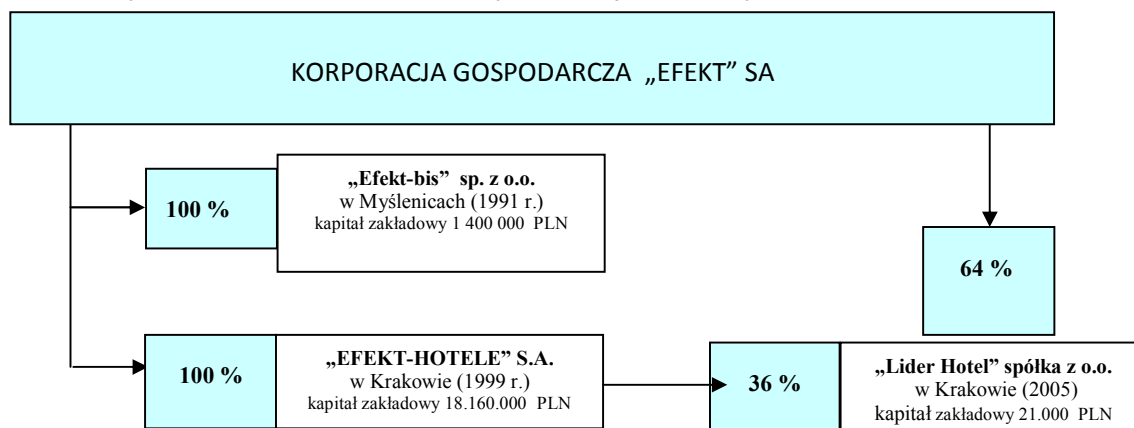 KORPORACJA GOSPODARCZA „EFEKT” SA
100 %
„Efekt-bis” sp. z o.o.
w Myślenicach (1991 r.)
kapitał zakładowy 1 400 000 PLN
64 %
100 %
„EFEKT-HOTELE” S.A.
w Krakowie (1999 r.)
kapitał zakładowy 18.160.000 PLN
36 %
„Lider Hotel” spółka z o.o.
w Krakowie (2005)
kapitał zakładowy 21.000 PLN